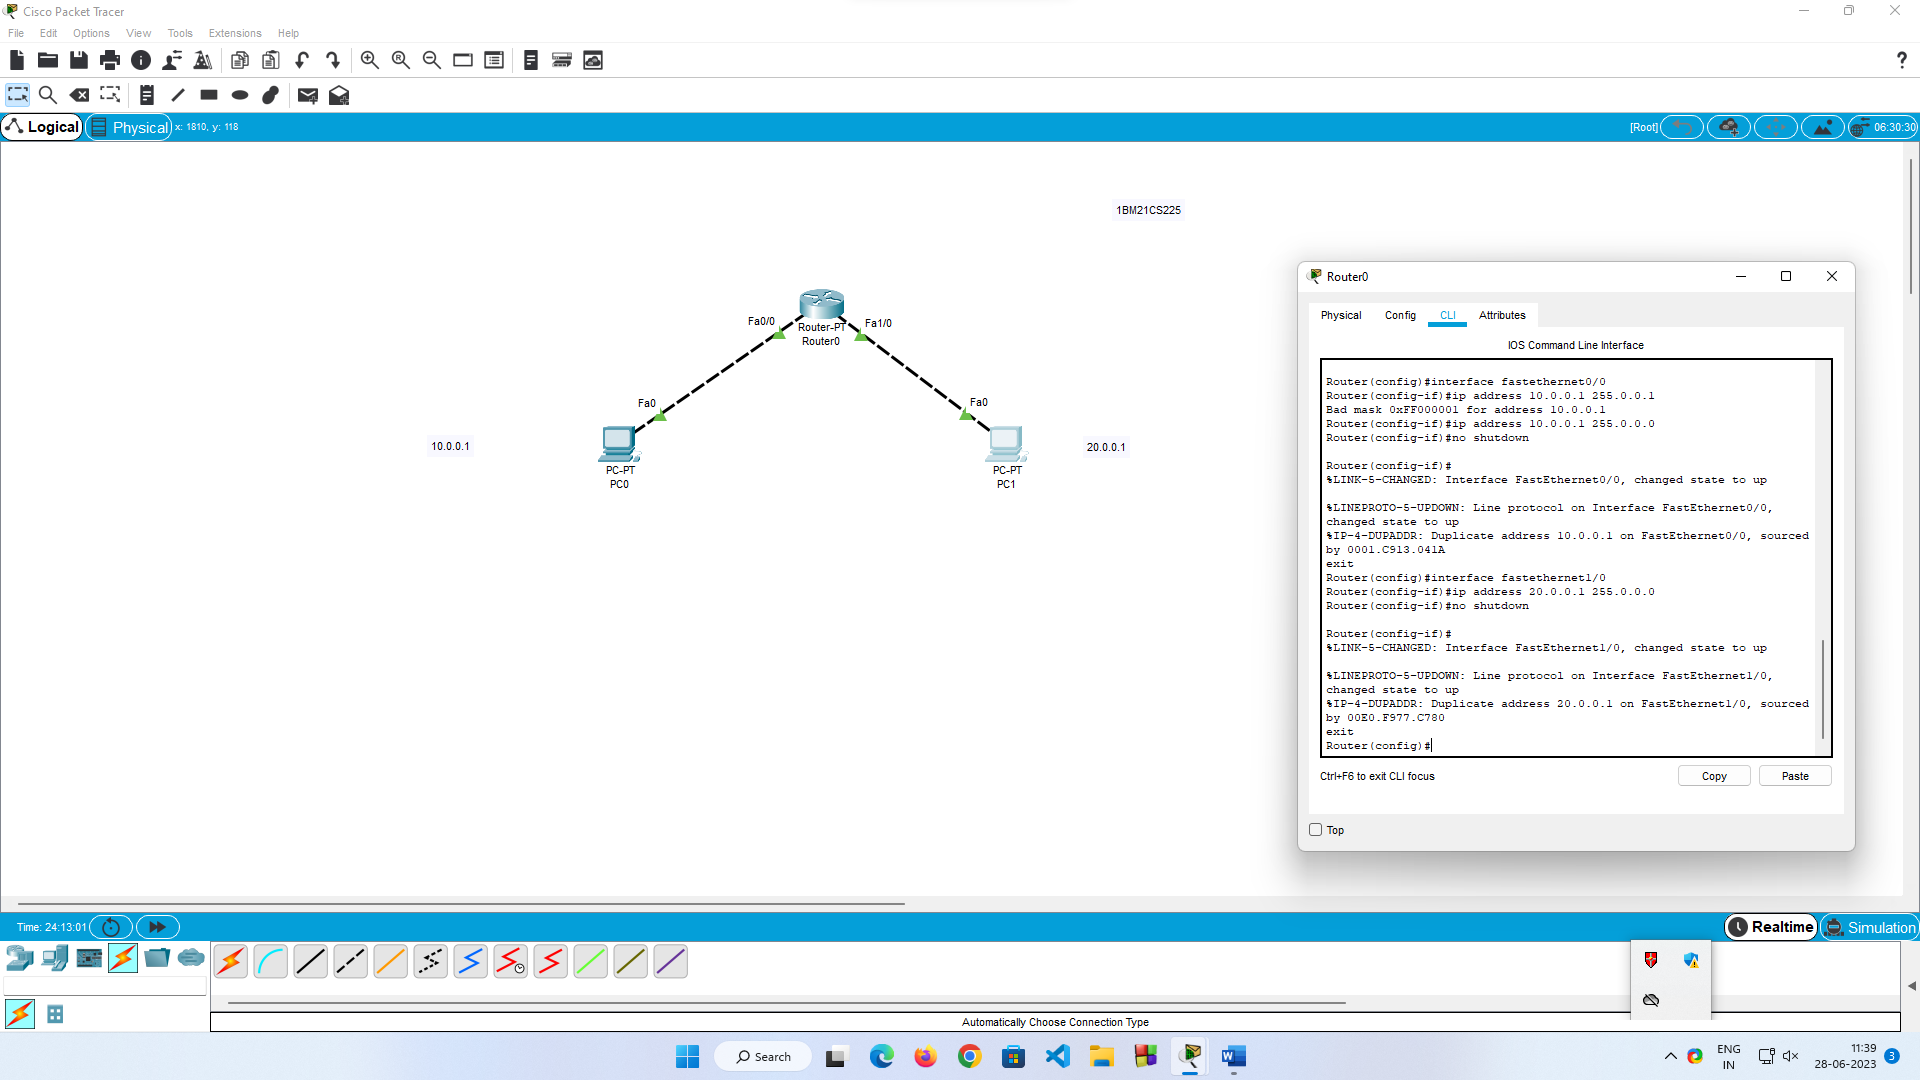 Cisco Packet Tracer
File Edit Options View Tools Extensions Help
Logical Physical x: 1810, y: 118 [Root] 06:30:30
1BM21CS225
Router0
Physical Config CLI Attributes
IOS Command Line Interface
Router(config)#interface fastethernet0/0
Router(config-if)#ip address 10.0.0.1 255.0.0.1
Bad mask 0xFF000001 for address 10.0.0.1
Router(config-if)#ip address 10.0.0.1 255.0.0.0
Router(config-if)#no shutdown
Router(config-if)#
%LINK-5-CHANGED: Interface FastEthernet0/0, changed state to up
%LINEPROTO-5-UPDOWN: Line protocol on Interface FastEthernet0/0,
changed state to up
%IP-4-DUPADDR: Duplicate address 10.0.0.1 on FastEthernet0/0, sourced
by 0001.C913.041A
exit
Router(config)#interface fastethernet1/0
Router(config-if)#ip address 20.0.0.1 255.0.0.0
Router(config-if)#no shutdown
Router(config-if)#
%LINK-5-CHANGED: Interface FastEthernet1/0, changed state to up
%LINEPROTO-5-UPDOWN: Line protocol on Interface FastEthernet1/0,
changed state to up
%IP-4-DUPADDR: Duplicate address 20.0.0.1 on FastEthernet1/0, sourced
by 00E0.F977.C780
exit
Router(config)#
Ctrl+F6 to exit CLI focus
Copy Paste
Top
Fa0/0
Fa1/0
Router-PT
Router0
Fa0
Fa0
10.0.0.1
PC-PT
PC0
PC-PT
PC1
20.0.0.1
Time: 24:13:01
Realtime Simulation
Automatically Choose Connection Type
Search
ENG
IN
11:39
28-06-2023
3